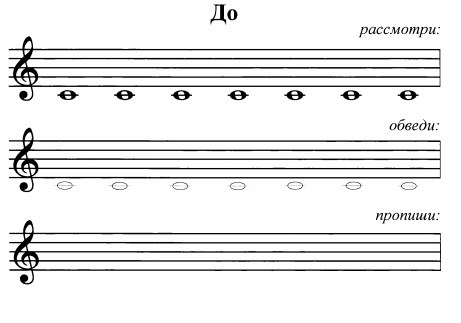 До
рассмотри:
обведи:
пропиши: